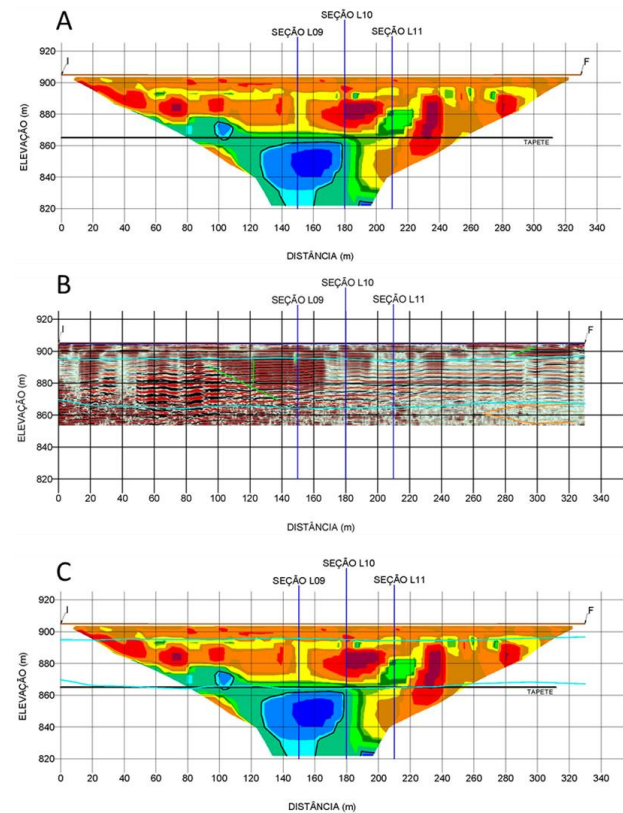 A
SEÇÃO L10
SEÇÃO L09
SEÇÃO L11
I
F
920
900
880
860
840
820
ELEVAÇÃO (m)
TAPETE
0 20 40 60 80 100 120 140 160 180 200 220 240 260 280 300 320 340
DISTÂNCIA (m)
B
SEÇÃO L10
SEÇÃO L09
SEÇÃO L11
I
F
920
900
880
860
840
820
ELEVAÇÃO (m)
0 20 40 60 80 100 120 140 160 180 200 220 240 260 280 300 320 340
DISTÂNCIA (m)
C
SEÇÃO L10
SEÇÃO L09
SEÇÃO L11
I
F
920
900
880
860
840
820
ELEVAÇÃO (m)
TAPETE
0 20 40 60 80 100 120 140 160 180 200 220 240 260 280 300 320 340
DISTÂNCIA (m)